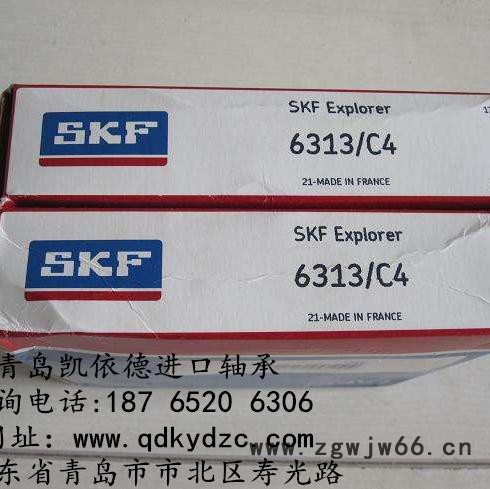 SKF
SKF Explorer
6313/C4
21-MADE IN FRANCE
SKF
SKF Explorer
6313/C4
21-MADE IN FRANCE
青岛凯依德进口轴承
询电话:187 6520 6306
网址: www.qdkydzc.com
www.zgwjw66.cn
东省青岛市市北区寿光路